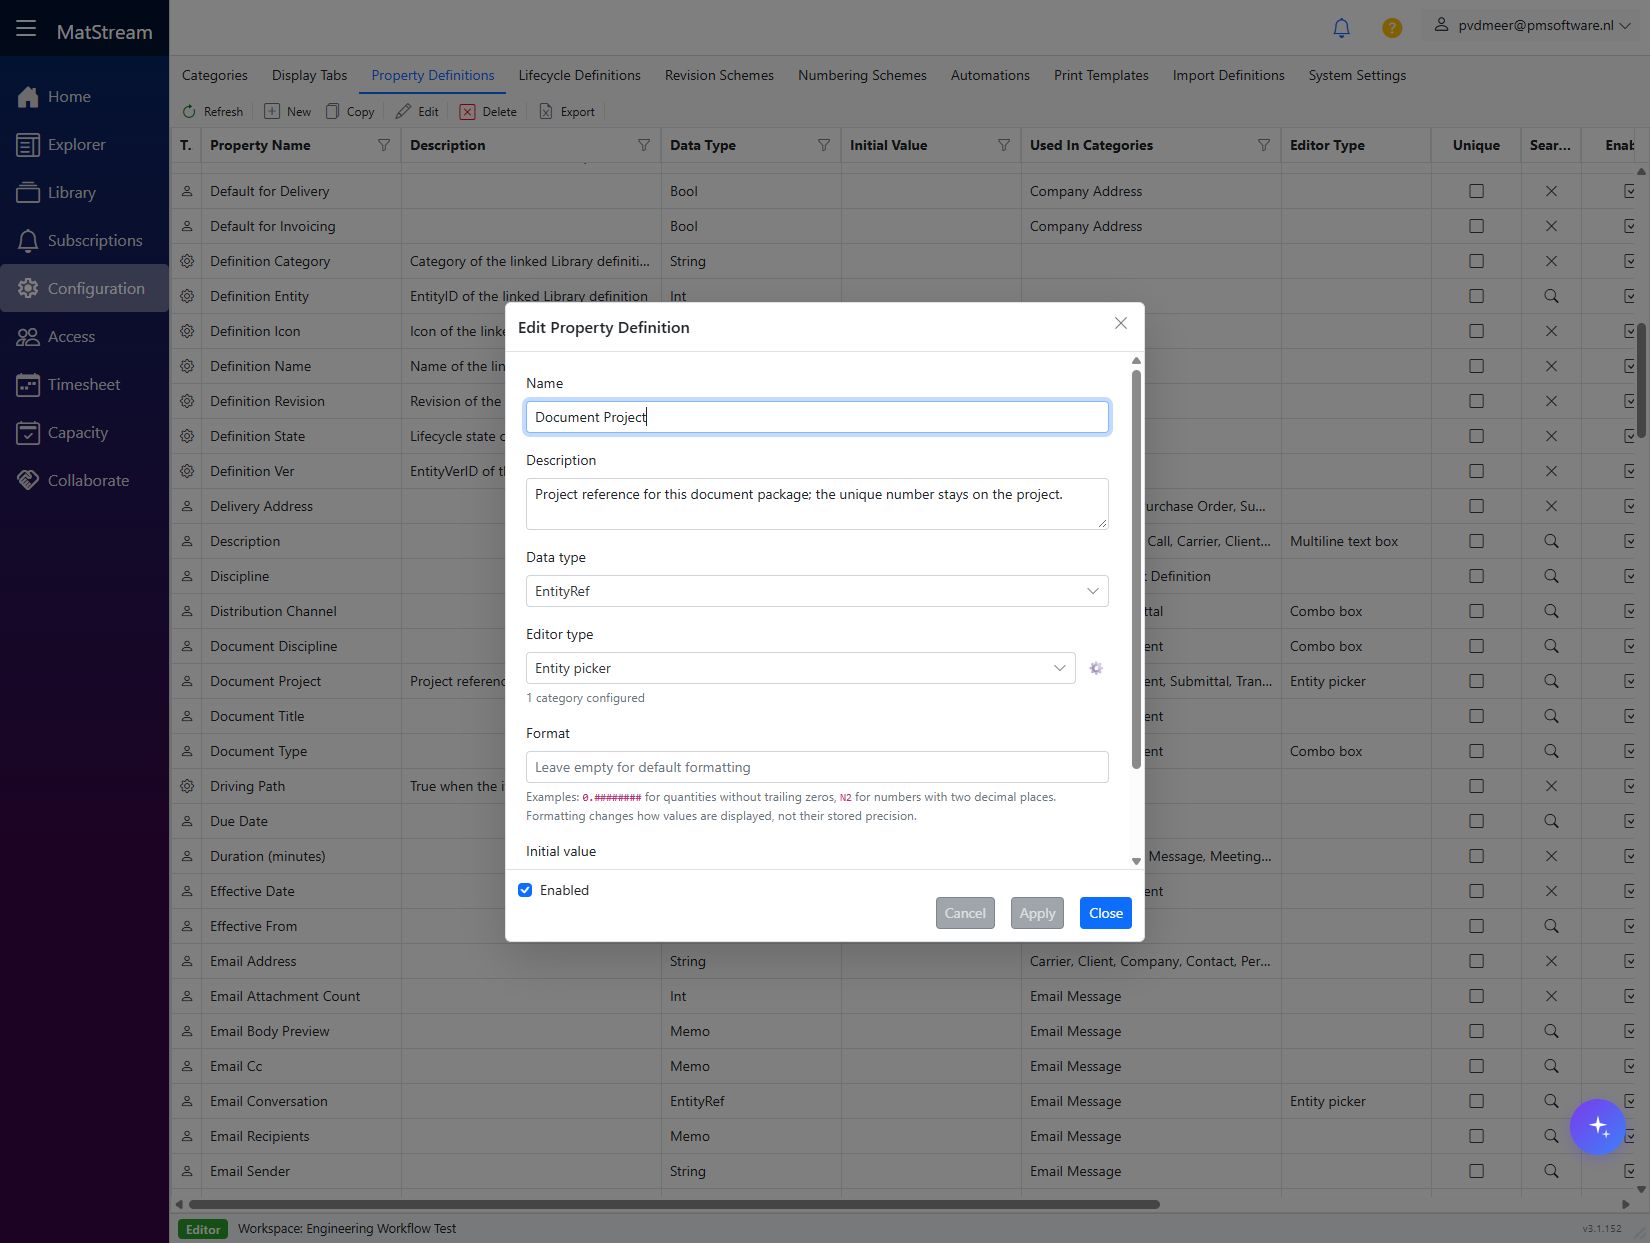 MatStream
pvdmeer@pmsoftware.nl
Home
Explorer
Library
Subscriptions
Configuration
Access
Timesheet
Capacity
Collaborate
Categories Display Tabs Property Definitions Lifecycle Definitions Revision Schemes Numbering Schemes Automations Print Templates Import Definitions System Settings
Refresh New Copy Edit Delete Export
T. Property Name Description Data Type Initial Value Used In Categories Editor Type Unique Sear... Enab
Default for Delivery Bool Company Address
Default for Invoicing Bool Company Address
Definition Category Category of the linked Library definiti... String
Definition Entity EntityID of the linked Library definition Int
Definition Icon Icon of the linke
Definition Name Name of the lin
Definition Revision Revision of the
Definition State Lifecycle state o
Definition Ver EntityVerID of t
Delivery Address urchase Order, Su...
Description Call, Carrier, Client... Multiline text box
Discipline t Definition
Distribution Channel ttal Combo box
Document Discipline ent Combo box
Document Project Project referenc ent, Submittal, Tran... Entity picker
Document Title ent
Document Type ent Combo box
Driving Path True when the i
Due Date
Duration (minutes) Message, Meeting...
Effective Date ent
Effective From
Email Address String Carrier, Client, Company, Contact, Per...
Email Attachment Count Int Email Message
Email Body Preview Memo Email Message
Email Cc Memo Email Message
Email Conversation EntityRef Email Message Entity picker
Email Recipients Memo Email Message
Email Sender String Email Message
Edit Property Definition
Name
Document Project
Description
Project reference for this document package; the unique number stays on the project.
Data type
EntityRef
Editor type
Entity picker
1 category configured
Format
Leave empty for default formatting
Examples: 0.######## for quantities without trailing zeros, N2 for numbers with two decimal places.
Formatting changes how values are displayed, not their stored precision.
Initial value
Enabled
Cancel Apply Close
Editor Workspace: Engineering Workflow Test v3.1.152